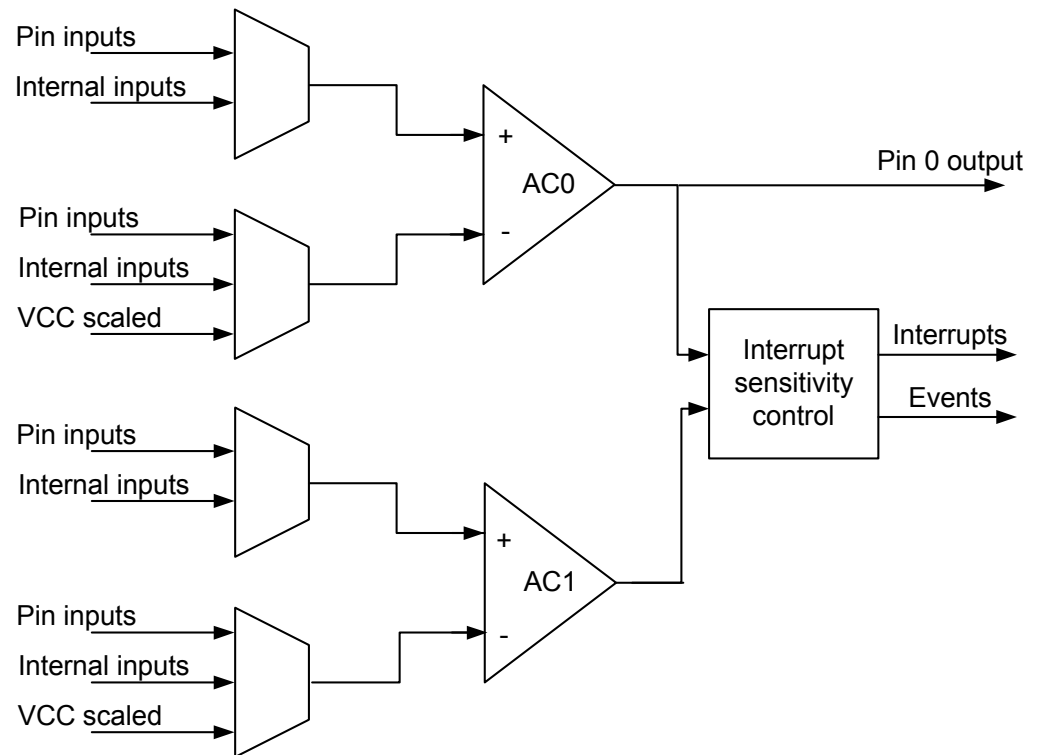 Pin inputs
Internal inputs
+
AC0
-
Pin 0 output
Pin inputs
Internal inputs
VCC scaled
Interrupt
sensitivity
control
Interrupts
Events
Pin inputs
Internal inputs
+
AC1
-
Pin inputs
Internal inputs
VCC scaled